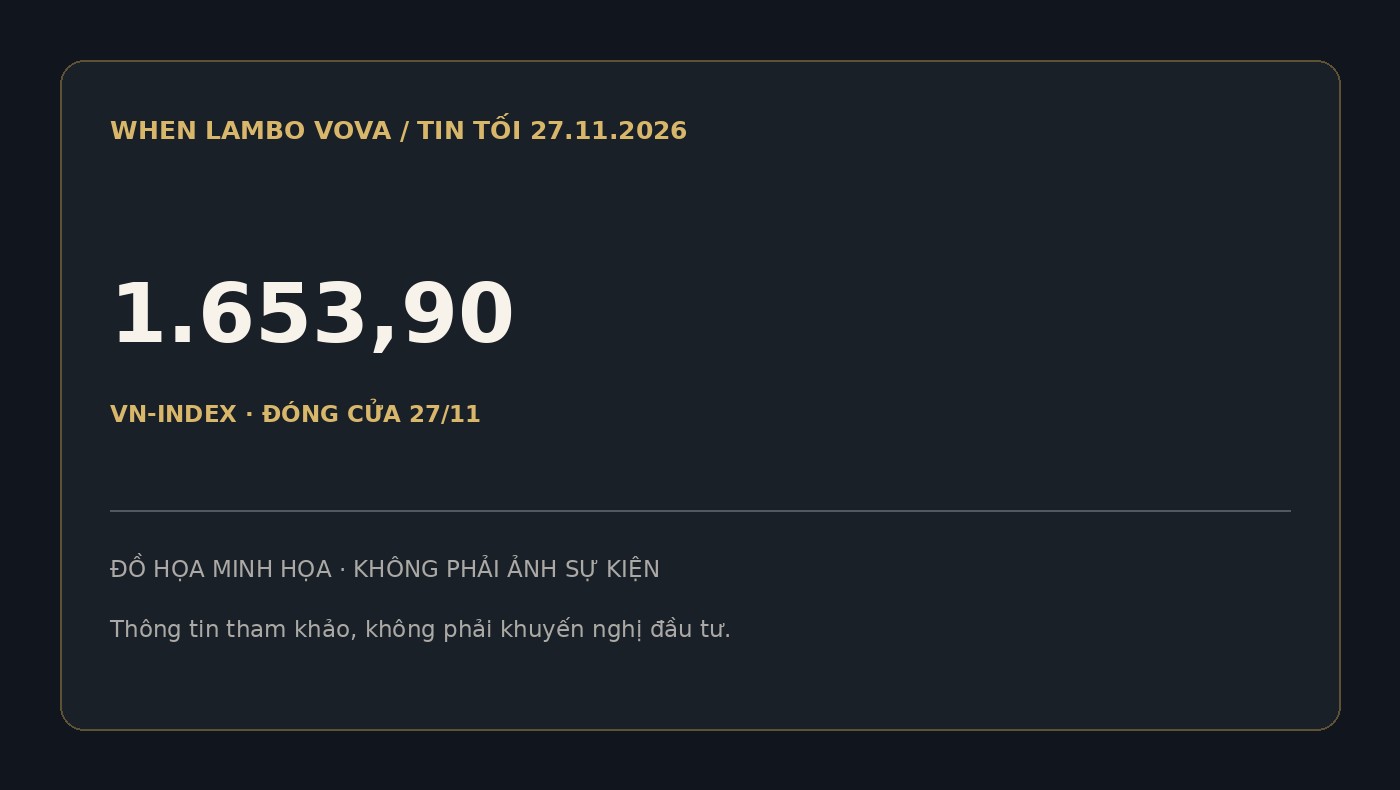 WHEN LAMBO VOVA / TIN TỐI 27.11.2026
1.653,90
VN-INDEX · ĐÓNG CỬA 27/11
ĐỒ HỌA MINH HỌA · KHÔNG PHẢI ẢNH SỰ KIỆN
Thông tin tham khảo, không phải khuyến nghị đầu tư.